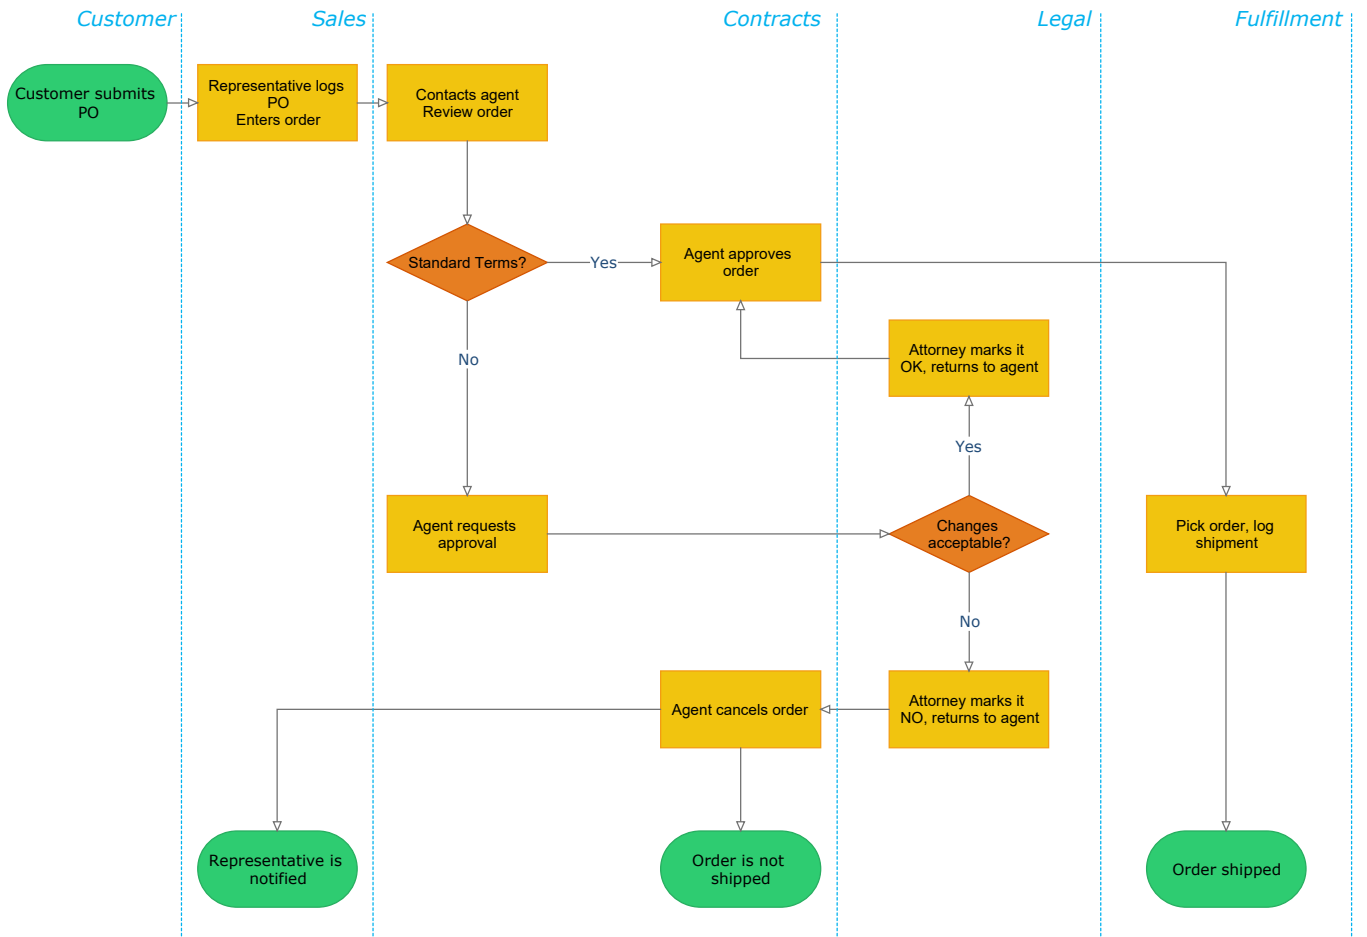 Customer
Sales
Contracts
Legal
Fulfillment
Customer submits
PO
Representative logs
PO
Enters order
Contacts agent
Review order
Standard Terms?
Yes
Agent approves
order
No
Attorney marks it
OK, returns to agent
Yes
Agent requests
approval
Changes
acceptable?
Pick order, log
shipment
No
Agent cancels order
Attorney marks it
NO, returns to agent
Representative is
notified
Order is not
shipped
Order shipped